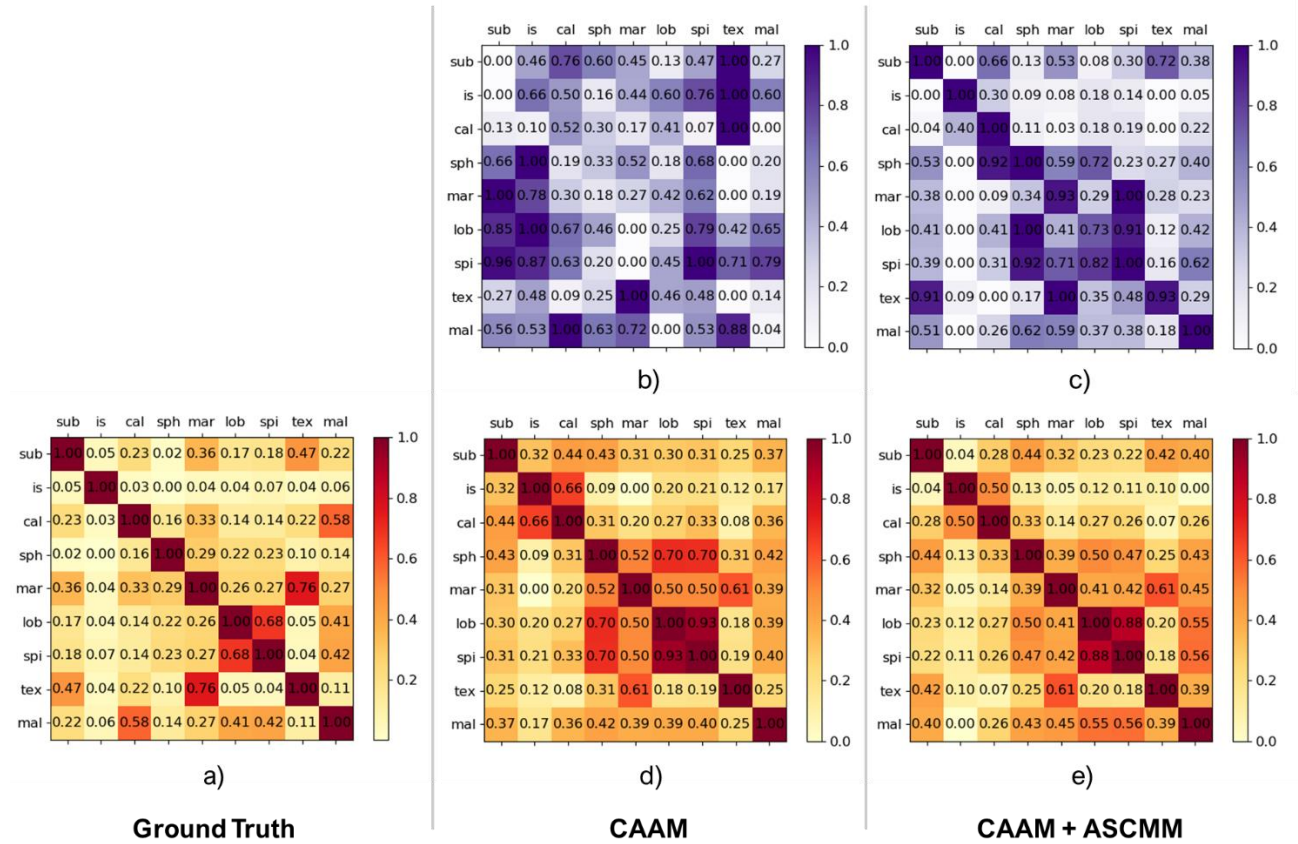 sub is cal sph mar lob spi tex mal
sub 0.00 0.46 0.76 0.60 0.45 0.13 0.47 1.00 0.27
is 0.00 0.66 0.50 0.16 0.44 0.60 0.76 1.00 0.60
cal 0.13 0.10 0.52 0.30 0.17 0.41 0.07 1.00 0.00
sph 0.66 1.00 0.19 0.33 0.52 0.18 0.68 0.00 0.20
mar 1.00 0.78 0.30 0.18 0.27 0.42 0.62 0.00 0.19
lob 0.85 1.00 0.67 0.46 0.00 0.25 0.79 0.42 0.65
spi 0.96 0.87 0.63 0.20 0.00 0.45 1.00 0.71 0.79
tex 0.27 0.48 0.09 0.25 1.00 0.46 0.48 0.00 0.14
mal 0.56 0.53 1.00 0.63 0.72 0.00 0.53 0.88 0.04
1.0
0.8
0.6
0.4
0.2
0.0
b)
sub is cal sph mar lob spi tex mal
sub 1.00 0.00 0.66 0.13 0.53 0.08 0.30 0.72 0.38
is 0.00 1.00 0.30 0.09 0.08 0.18 0.14 0.00 0.05
cal 0.04 0.40 1.00 0.11 0.03 0.18 0.19 0.00 0.22
sph 0.53 0.00 0.92 1.00 0.59 0.72 0.23 0.27 0.40
mar 0.38 0.00 0.09 0.34 0.93 0.29 1.00 0.28 0.23
lob 0.41 0.00 0.41 1.00 0.41 0.73 0.91 0.12 0.42
spi 0.39 0.00 0.31 0.92 0.71 0.82 1.00 0.16 0.62
tex 0.91 0.09 0.00 0.17 1.00 0.35 0.48 0.93 0.29
mal 0.51 0.00 0.26 0.62 0.59 0.37 0.38 0.18 1.00
1.0
0.8
0.6
0.4
0.2
0.0
c)
sub is cal sph mar lob spi tex mal
sub 1.00 0.05 0.23 0.02 0.36 0.17 0.18 0.47 0.22
is 0.05 1.00 0.03 0.00 0.04 0.04 0.07 0.04 0.06
cal 0.23 0.03 1.00 0.16 0.33 0.14 0.14 0.22 0.58
sph 0.02 0.00 0.16 1.00 0.29 0.22 0.23 0.10 0.14
mar 0.36 0.04 0.33 0.29 1.00 0.26 0.27 0.76 0.27
lob 0.17 0.04 0.14 0.22 0.26 1.00 0.68 0.05 0.41
spi 0.18 0.07 0.14 0.23 0.27 0.68 1.00 0.04 0.42
tex 0.47 0.04 0.22 0.10 0.76 0.05 0.04 1.00 0.11
mal 0.22 0.06 0.58 0.14 0.27 0.41 0.42 0.11 1.00
1.0
0.8
0.6
0.4
0.2
a)
sub is cal sph mar lob spi tex mal
sub 1.00 0.32 0.44 0.43 0.31 0.30 0.31 0.25 0.37
is 0.32 1.00 0.66 0.09 0.00 0.20 0.21 0.12 0.17
cal 0.44 0.66 1.00 0.31 0.20 0.27 0.33 0.08 0.36
sph 0.43 0.09 0.31 1.00 0.52 0.70 0.70 0.31 0.42
mar 0.31 0.00 0.20 0.52 1.00 0.50 0.50 0.61 0.39
lob 0.30 0.20 0.27 0.70 0.50 1.00 0.93 0.18 0.39
spi 0.31 0.21 0.33 0.70 0.50 0.93 1.00 0.19 0.40
tex 0.25 0.12 0.08 0.31 0.61 0.18 0.19 1.00 0.25
mal 0.37 0.17 0.36 0.42 0.39 0.39 0.40 0.25 1.00
1.0
0.8
0.6
0.4
0.2
0.0
d)
sub is cal sph mar lob spi tex mal
sub 1.00 0.04 0.28 0.44 0.32 0.23 0.22 0.42 0.40
is 0.04 1.00 0.50 0.13 0.05 0.12 0.11 0.10 0.00
cal 0.28 0.50 1.00 0.33 0.14 0.27 0.26 0.07 0.26
sph 0.44 0.13 0.33 1.00 0.39 0.50 0.47 0.25 0.43
mar 0.32 0.05 0.14 0.39 1.00 0.41 0.42 0.61 0.45
lob 0.23 0.12 0.27 0.50 0.41 1.00 0.88 0.20 0.55
spi 0.22 0.11 0.26 0.47 0.42 0.88 1.00 0.18 0.56
tex 0.42 0.10 0.07 0.25 0.61 0.20 0.18 1.00 0.39
mal 0.40 0.00 0.26 0.43 0.45 0.55 0.56 0.39 1.00
1.0
0.8
0.6
0.4
0.2
0.0
e)
Ground Truth
CAAM
CAAM + ASCMM